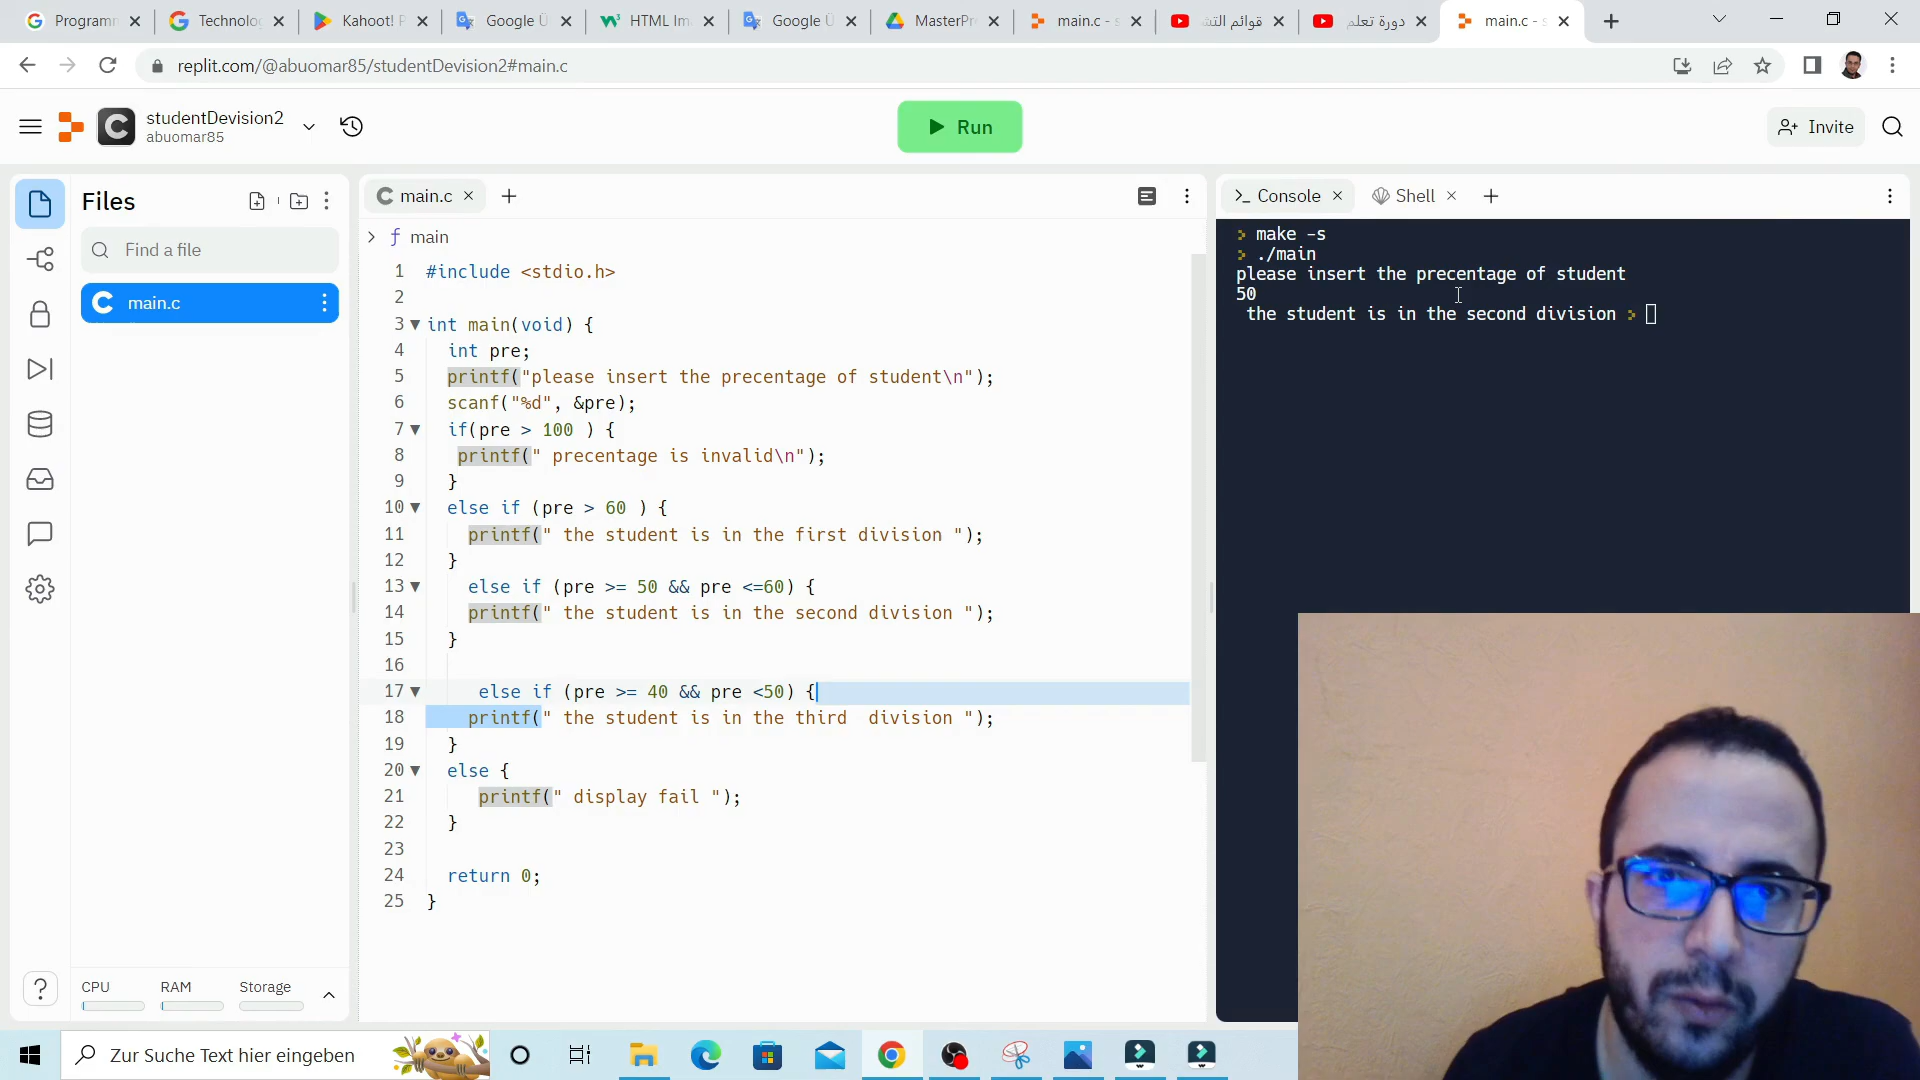 Programm
Technolog
Kahoot! P
Google Ü
HTML Im
Google Ü
MasterPr
main.c - s
قوائم الت
دورة تعلم
main.c - s
replit.com/@abuomar85/studentDevision2#main.c
studentDevision2
abuomar85
Run
Invite
Files
main.c
Console
Shell
main
Find a file
main.c
1 #include <stdio.h>
2
3 int main(void) {
4 int pre;
5 printf("please insert the precentage of student\n");
6 scanf("%d", &pre);
7 if(pre > 100 ) {
8 printf(" precentage is invalid\n");
9 }
10 else if (pre > 60 ) {
11 printf(" the student is in the first division ");
12 }
13 else if (pre >= 50 && pre <=60) {
14 printf(" the student is in the second division ");
15 }
16
17 else if (pre >= 40 && pre <50) {
18 printf(" the student is in the third  division ");
19 }
20 else {
21 printf(" display fail ");
22 }
23
24 return 0;
25 }
make -s
./main
please insert the precentage of student
50
the student is in the second division
CPU
RAM
Storage
Zur Suche Text hier eingeben